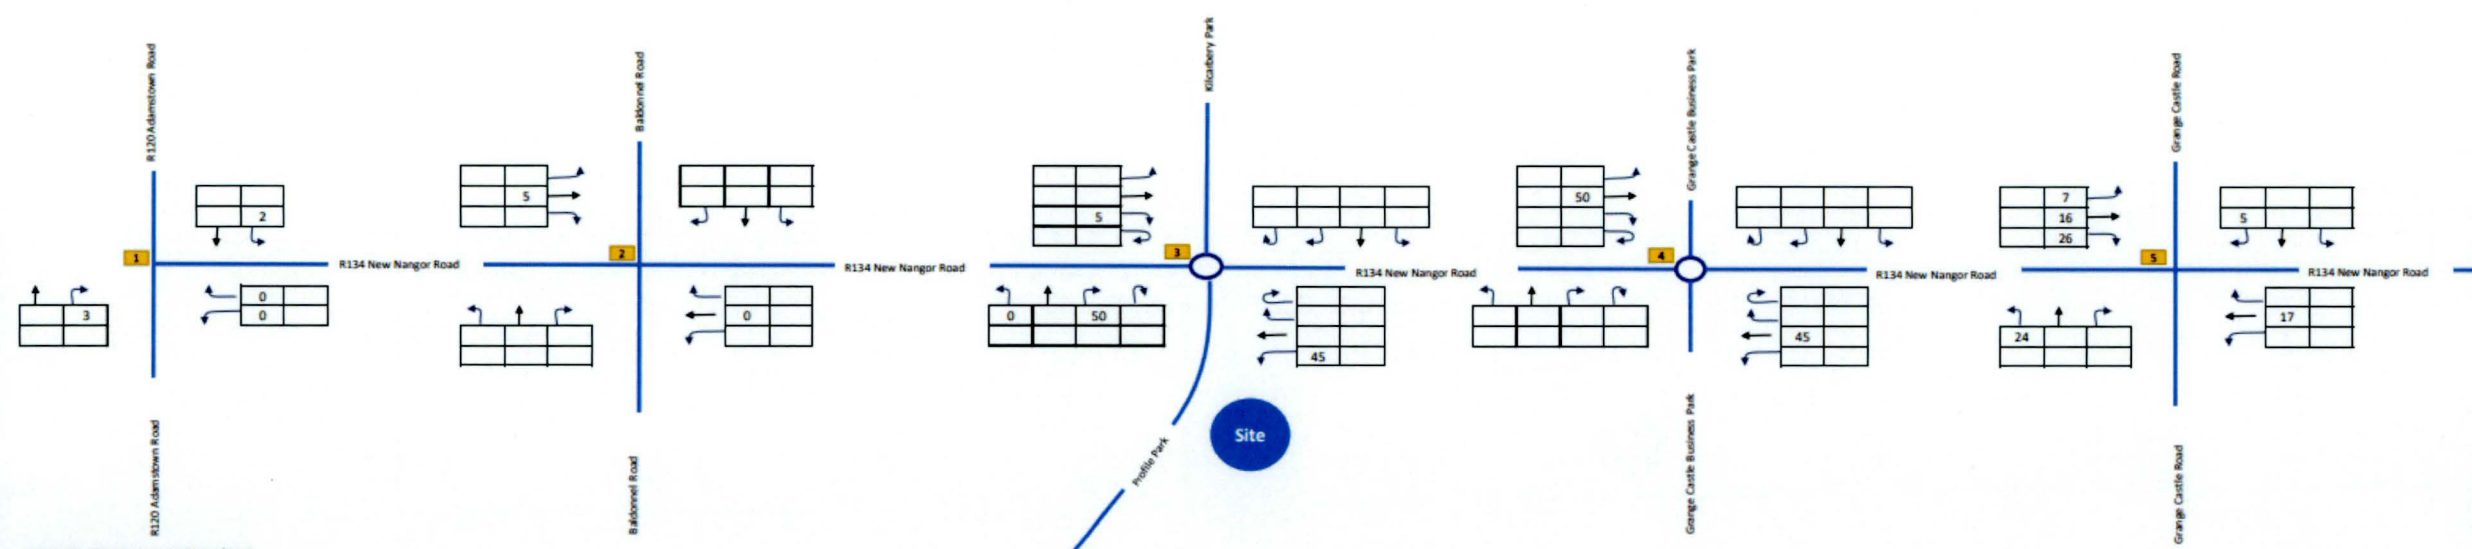 R120 Adamstown Road
Baldonnel Road
Kilcarbery Park
Grange Castle Business Park
Grange Castle Road
2
5
5
50
7
16
26
5
1
2
3
4
5
R134 New Nangor Road
R134 New Nangor Road
R134 New Nangor Road
R134 New Nangor Road
R134 New Nangor Road
3
0
0
0
0
50
45
45
24
17
Site
Profile Park
R120 Adamstown Road
Baldonnel Road
Grange Castle Business Park
Grange Castle Road